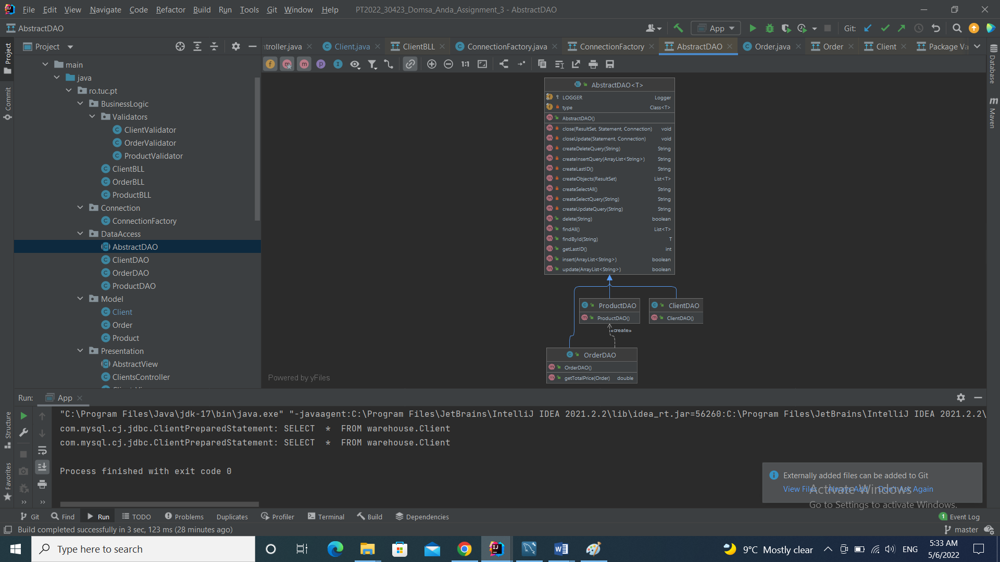 File Edit View Navigate Code Refactor Build Run Tools Git Window Help PT2022_30423_Domsa_Anda_Assignment_3 - AbstractDAO
AbstractDAO App Git:
Project
ntroller.java Client.java ClientBLL ConnectionFactory.java ConnectionFactory AbstractDAO Order.java Order Client Package Va
1:1
Project
Commit
Structure
Favorites
Database
Maven
main
java
ro.tuc.pt
BusinessLogic
Validators
ClientValidator
OrderValidator
ProductValidator
ClientBLL
OrderBLL
ProductBLL
Connection
ConnectionFactory
DataAccess
AbstractDAO
ClientDAO
OrderDAO
ProductDAO
Model
Client
Order
Product
Presentation
AbstractView
ClientsController
AbstractDAO<T>
LOGGER Logger
type Class<T>
AbstractDAO()
close(ResultSet, Statement, Connection) void
closeUpdate(Statement, Connection) void
createDeleteQuery(String) String
createInsertQuery(ArrayList<String>) String
createLastID() String
createObjects(ResultSet) List<T>
createSelectAll() String
createSelectQuery(String) String
createUpdateQuery(String) String
delete(String) boolean
findAll() List<T>
findById(String) T
getLastID() int
insert(ArrayList<String>) boolean
update(ArrayList<String>) boolean
ProductDAO
ProductDAO()
ClientDAO
ClientDAO()
«create»
OrderDAO
OrderDAO()
getTotalPrice(Order) double
Powered by yFiles
Run: App
"C:\Program Files\Java\jdk-17\bin\java.exe" "-javaagent:C:\Program Files\JetBrains\IntelliJ IDEA 2021.2.2\lib\idea_rt.jar=56260:C:\Program Files\JetBrains\IntelliJ IDEA 2021.2.2\
com.mysql.cj.jdbc.ClientPreparedStatement: SELECT * FROM warehouse.Client
com.mysql.cj.jdbc.ClientPreparedStatement: SELECT * FROM warehouse.Client
Process finished with exit code 0
Externally added files can be added to Git
View Files Always Add Don't Ask Again
Activate Windows
Go to Settings to activate Windows.
Git Find Run TODO Problems Duplicates Profiler Terminal Build Dependencies 1 Event Log
Build completed successfully in 3 sec, 123 ms (28 minutes ago) master
Type here to search
9°C Mostly clear ENG
5:33 AM
5/6/2022